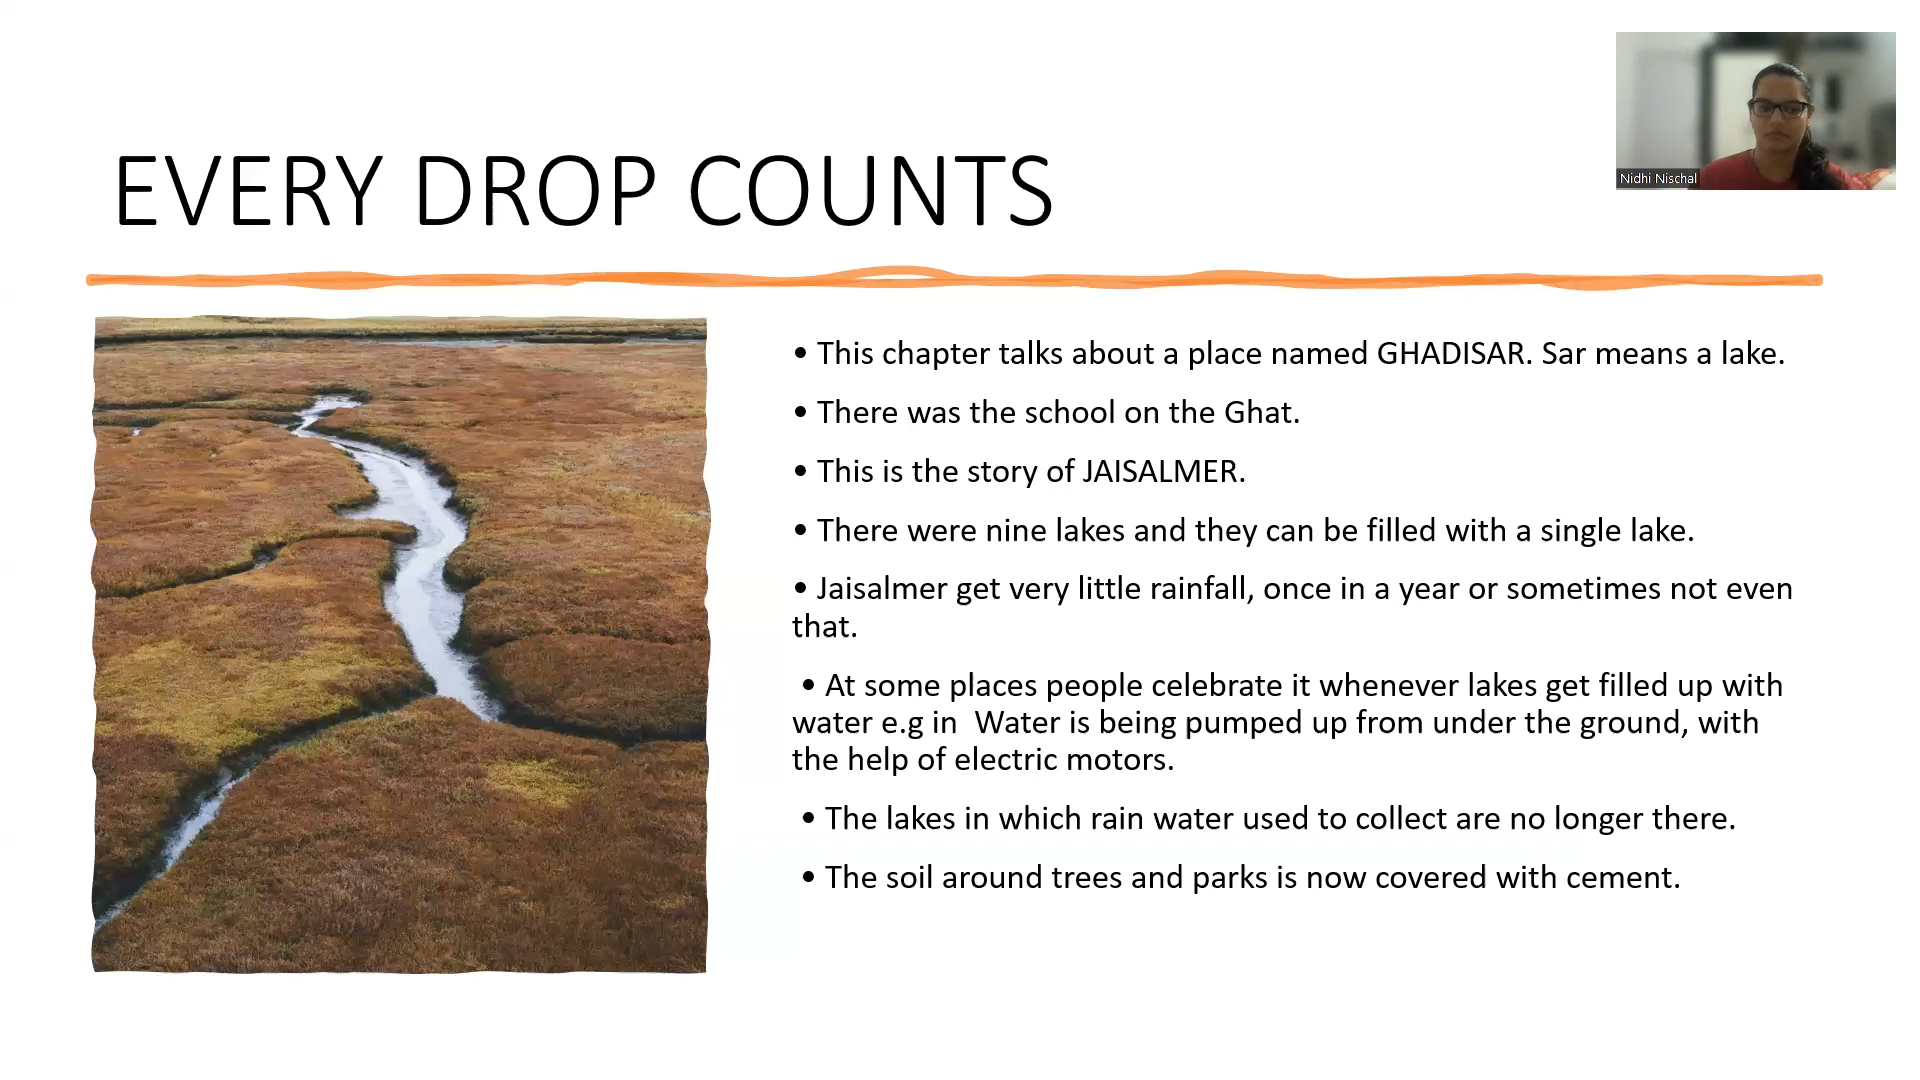 Nidhi Nischal
EVERY DROP COUNTS
• This chapter talks about a place named GHADISAR. Sar means a lake.
• There was the school on the Ghat.
• This is the story of JAISALMER.
• There were nine lakes and they can be filled with a single lake.
• Jaisalmer get very little rainfall, once in a year or sometimes not even
that.
• At some places people celebrate it whenever lakes get filled up with
water e.g in  Water is being pumped up from under the ground, with
the help of electric motors.
• The lakes in which rain water used to collect are no longer there.
• The soil around trees and parks is now covered with cement.